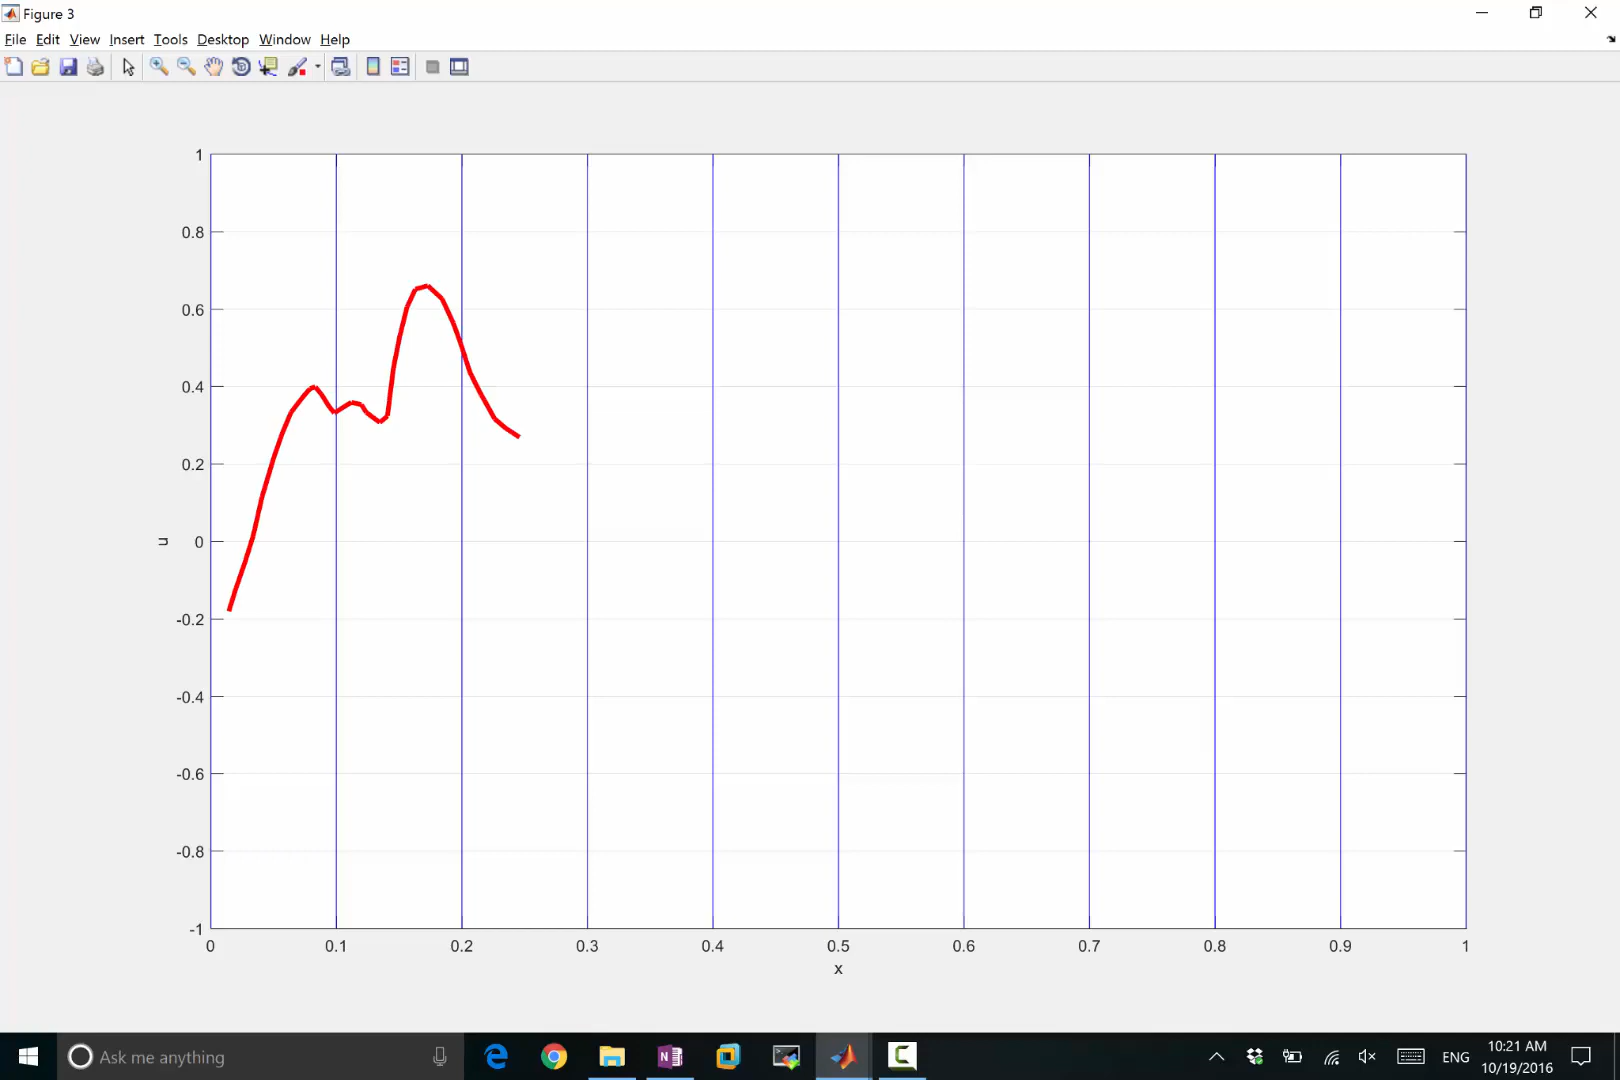 Figure 3
File Edit View Insert Tools Desktop Window Help
1
0.8
0.6
0.4
0.2
0
-0.2
-0.4
-0.6
-0.8
-1
u
0 0.1 0.2 0.3 0.4 0.5 0.6 0.7 0.8 0.9 1
x
Ask me anything
N
ENG
10:21 AM
10/19/2016